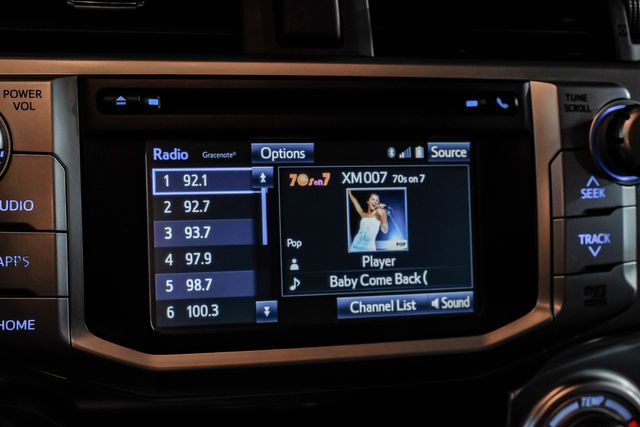 POWER
VOL
TUNE
SCROLL
Radio Gracenote® Options Source
1 92.1
2 92.7
3 93.7
4 97.9
5 98.7
6 100.3
70s on 7 XM007 70s on 7
POP
Pop
Player
Baby Come Back (
Channel List Sound
AUDIO
APPS
HOME
SEEK
TRACK
TEMP